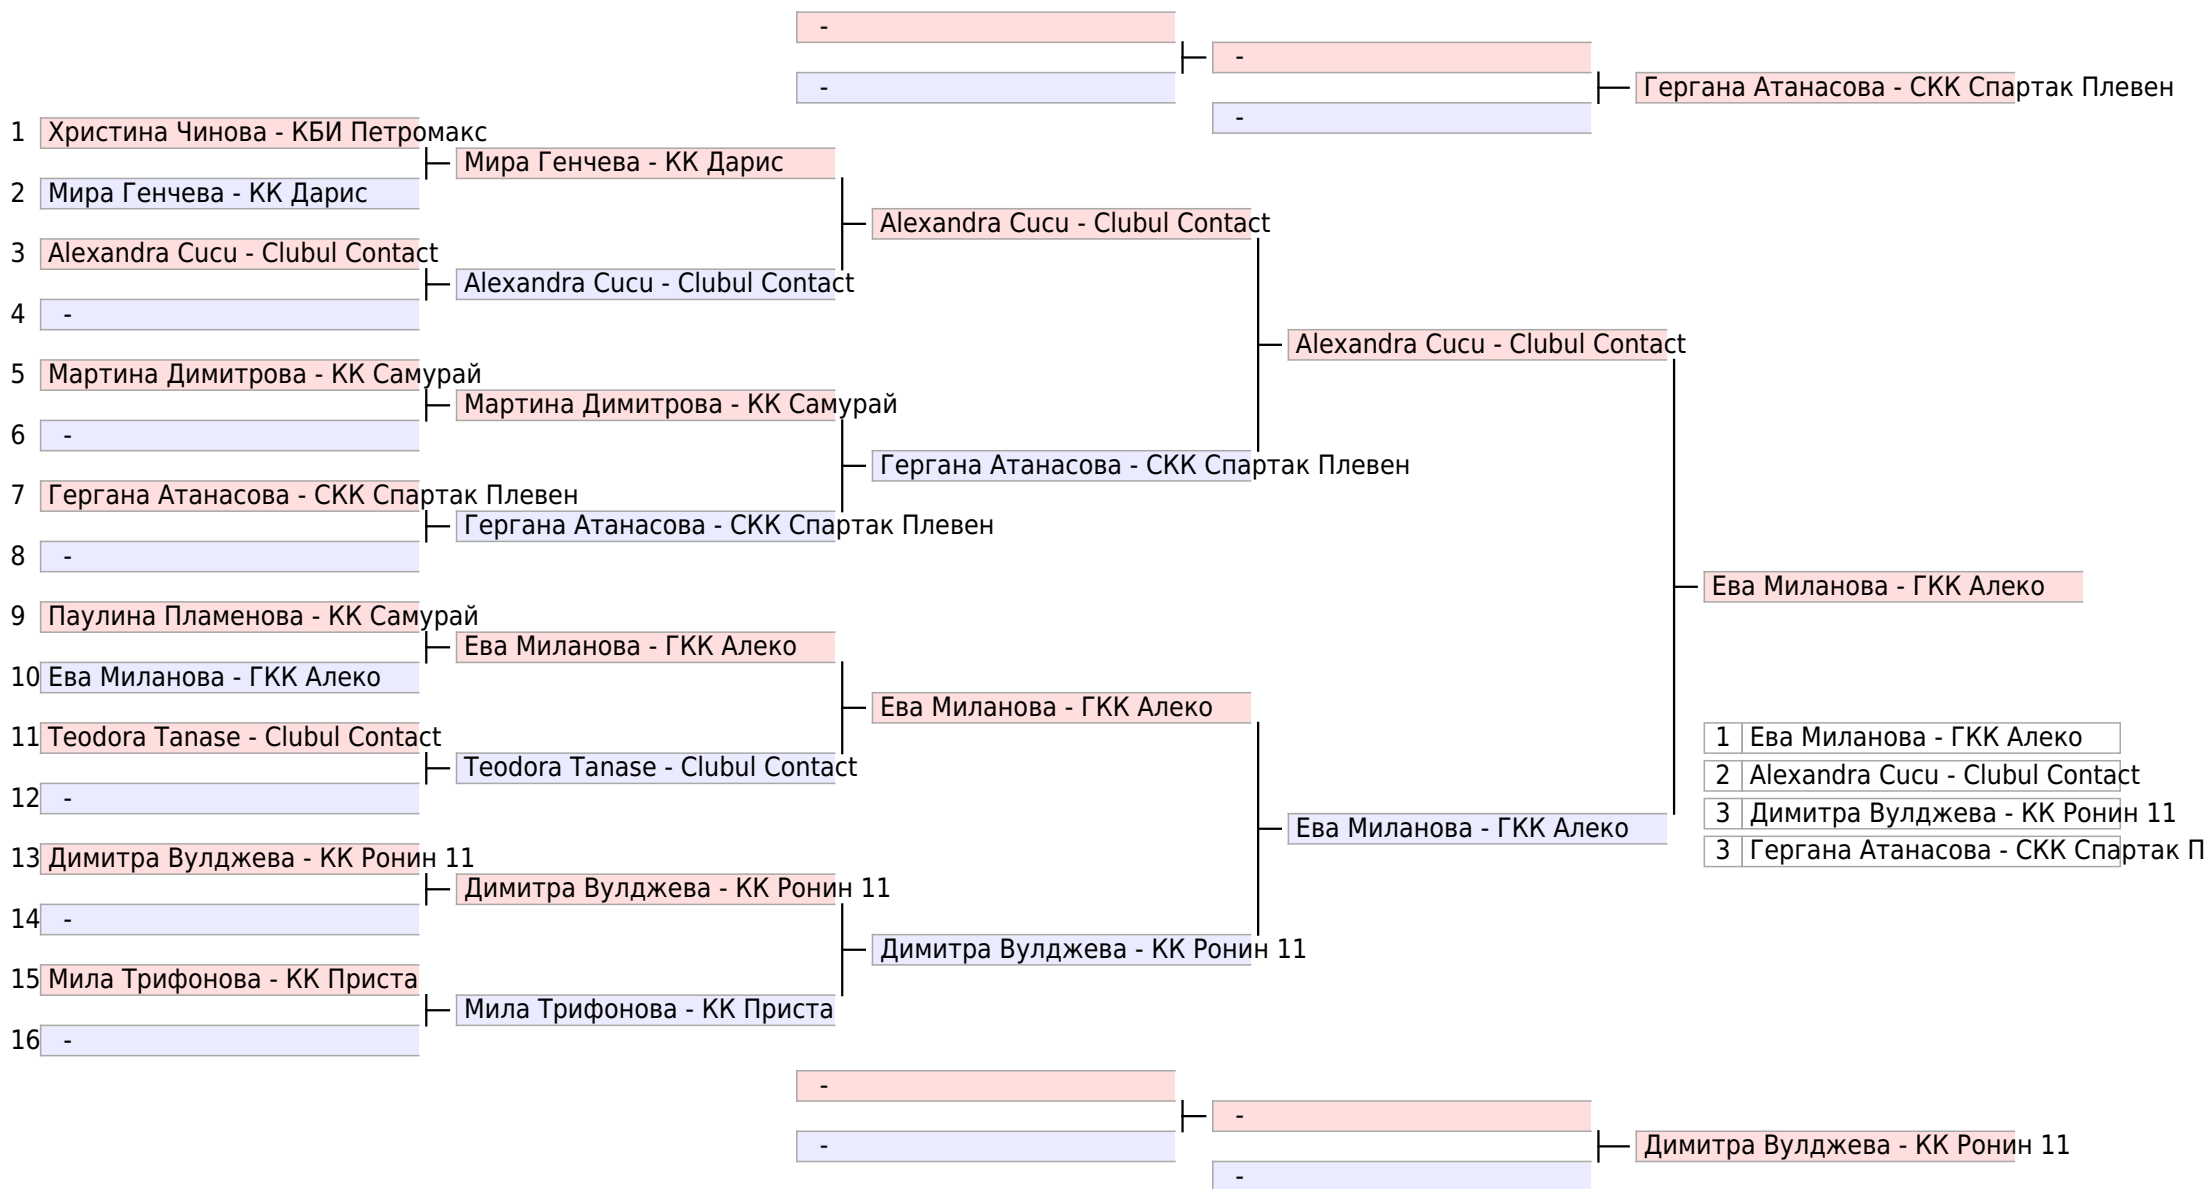 -
-
-
Гергана Атанасова - СКК Спартак Плевен
-
1 Христина Чинова - КБИ Петромакс
Мира Генчева - КК Дарис
2 Мира Генчева - КК Дарис
Alexandra Cucu - Clubul Contact
3 Alexandra Cucu - Clubul Contact
Alexandra Cucu - Clubul Contact
4 -
Alexandra Cucu - Clubul Contact
5 Мартина Димитрова - КК Самурай
Мартина Димитрова - КК Самурай
6 -
Гергана Атанасова - СКК Спартак Плевен
7 Гергана Атанасова - СКК Спартак Плевен
Гергана Атанасова - СКК Спартак Плевен
8 -
Ева Миланова - ГКК Алеко
9 Паулина Пламенова - КК Самурай
Ева Миланова - ГКК Алеко
10 Ева Миланова - ГКК Алеко
Ева Миланова - ГКК Алеко
11 Teodora Tanase - Clubul Contact
1 Ева Миланова - ГКК Алеко
Teodora Tanase - Clubul Contact
2 Alexandra Cucu - Clubul Contact
12 -
3 Димитра Вулджева - КК Ронин 11
Ева Миланова - ГКК Алеко
3 Гергана Атанасова - СКК Спартак П
13 Димитра Вулджева - КК Ронин 11
Димитра Вулджева - КК Ронин 11
14 -
Димитра Вулджева - КК Ронин 11
15 Мила Трифонова - КК Приста
Мила Трифонова - КК Приста
16 -
-
-
-
Димитра Вулджева - КК Ронин 11
-